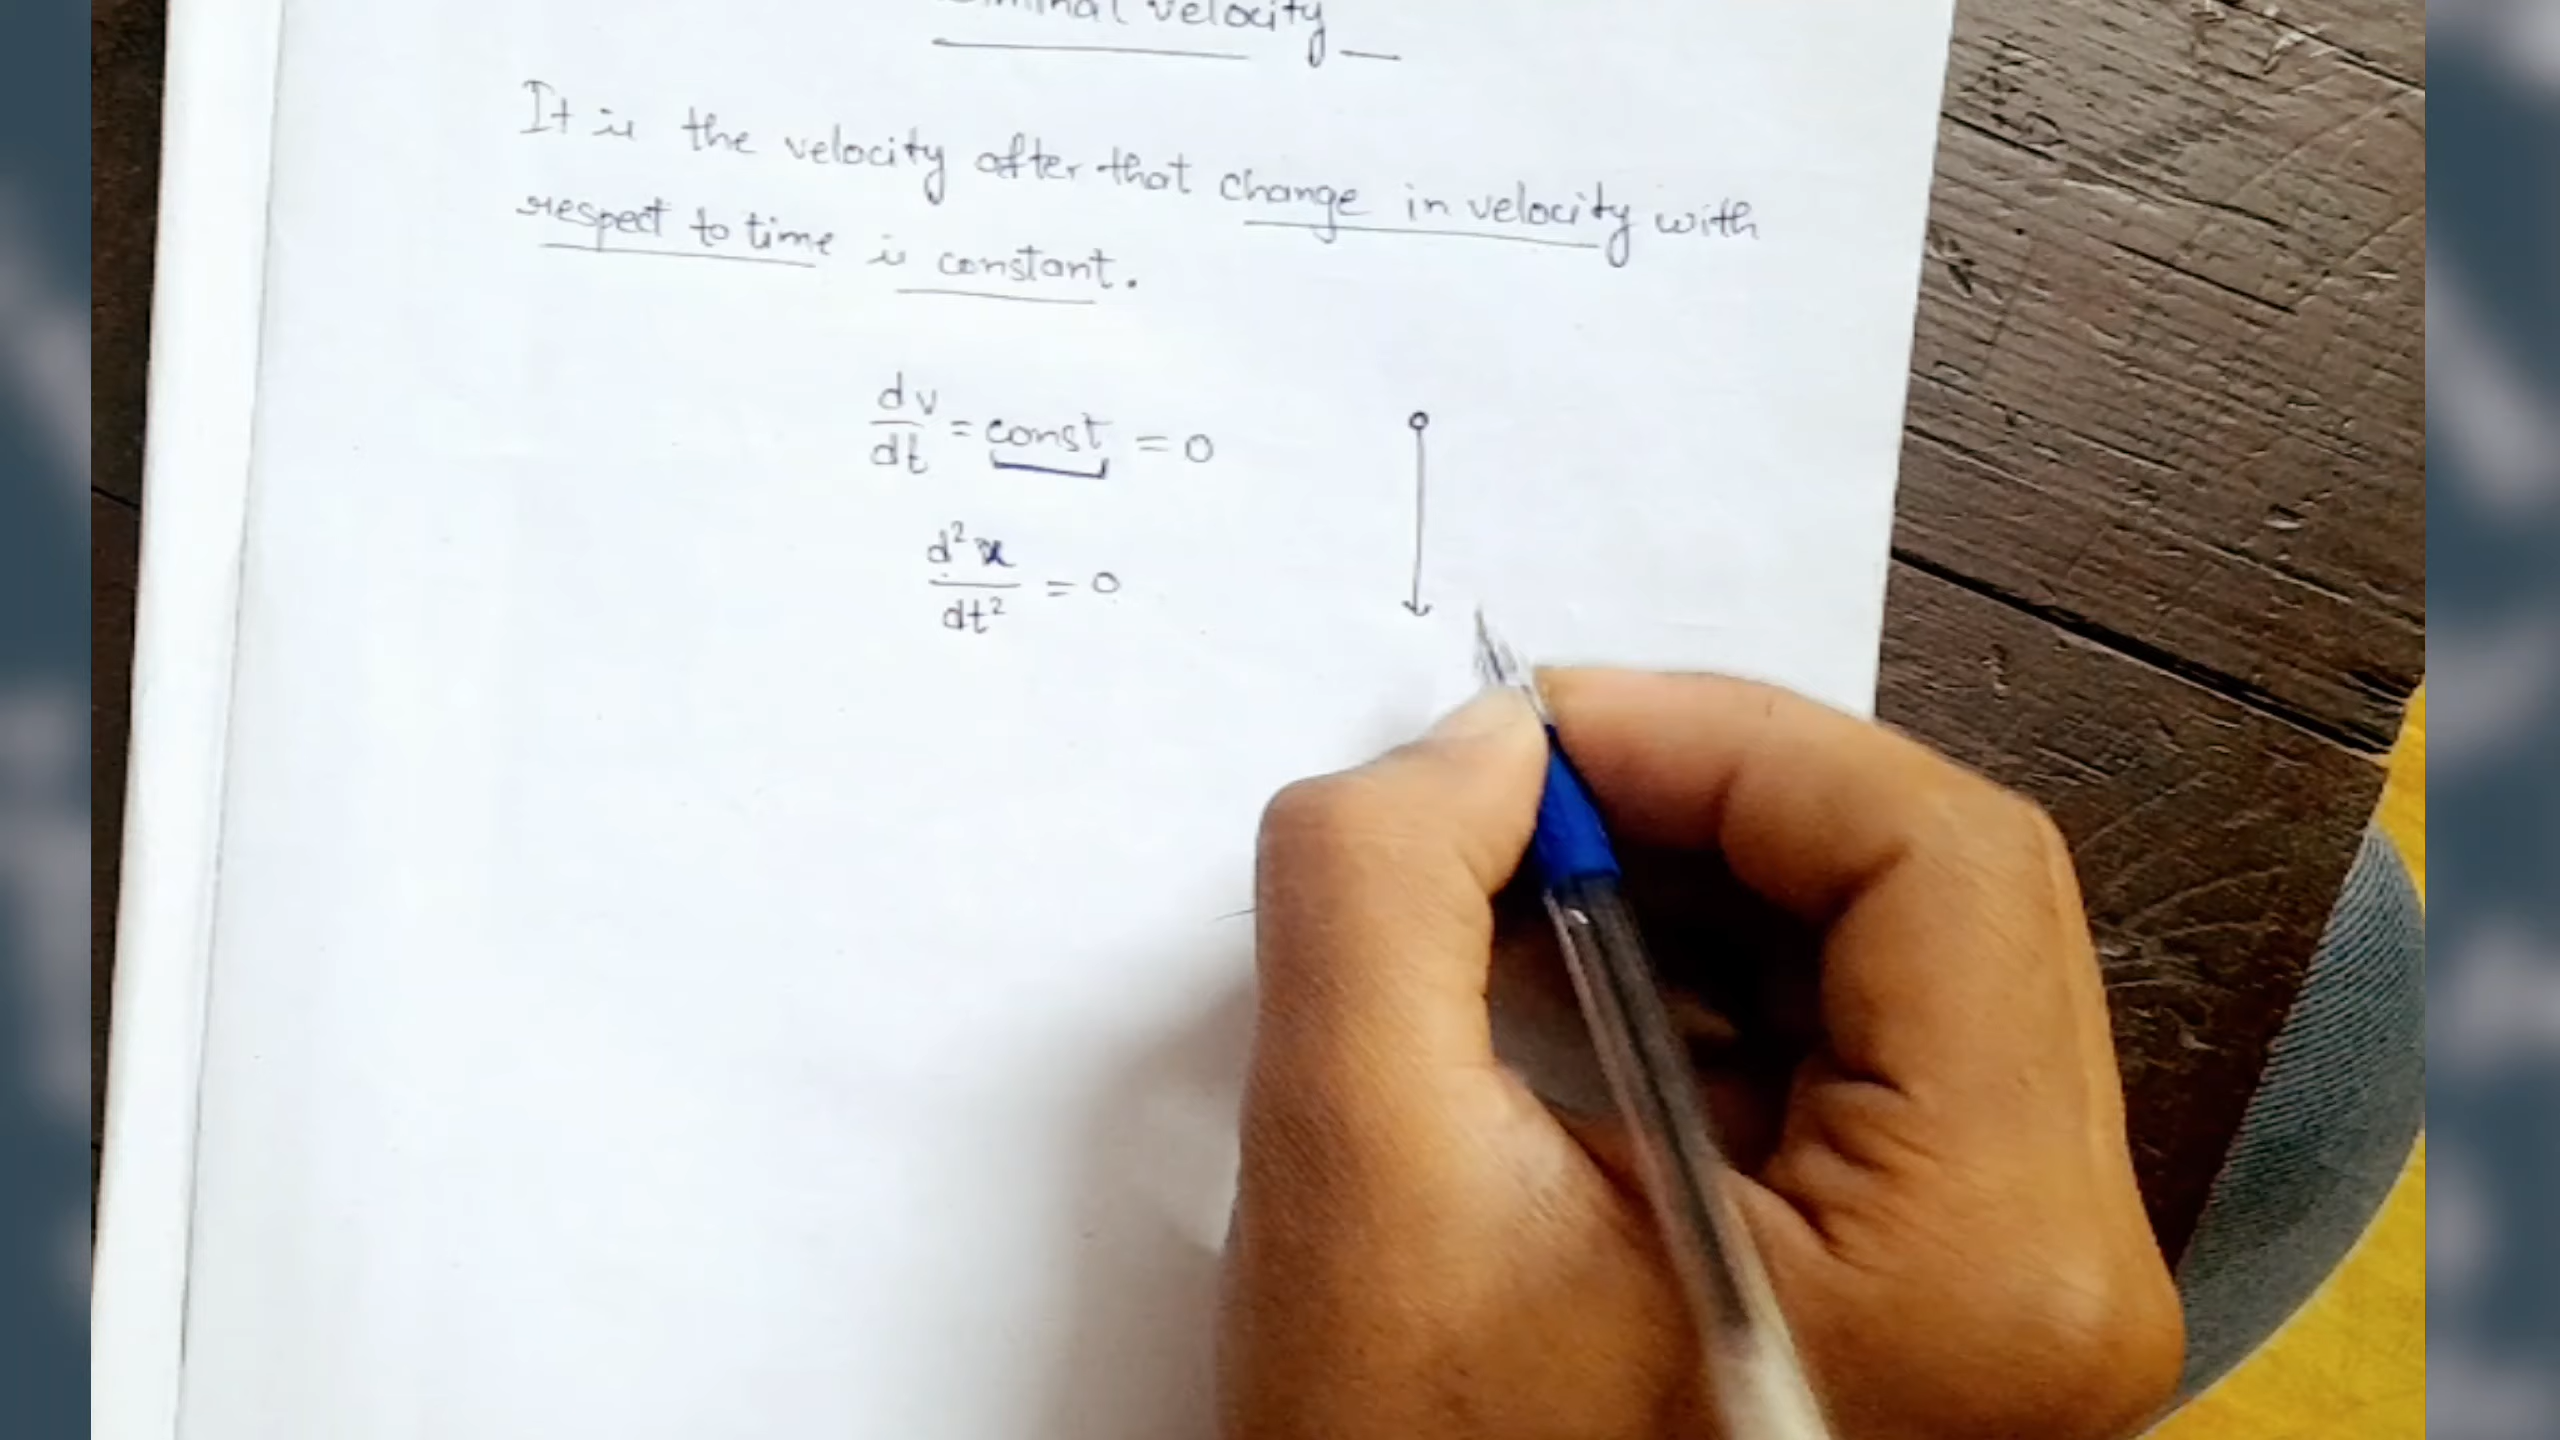 velocity
It is the velocity after that change in velocity with
respect to time is constant.
dv/dt = const = 0
d²x/dt² = 0